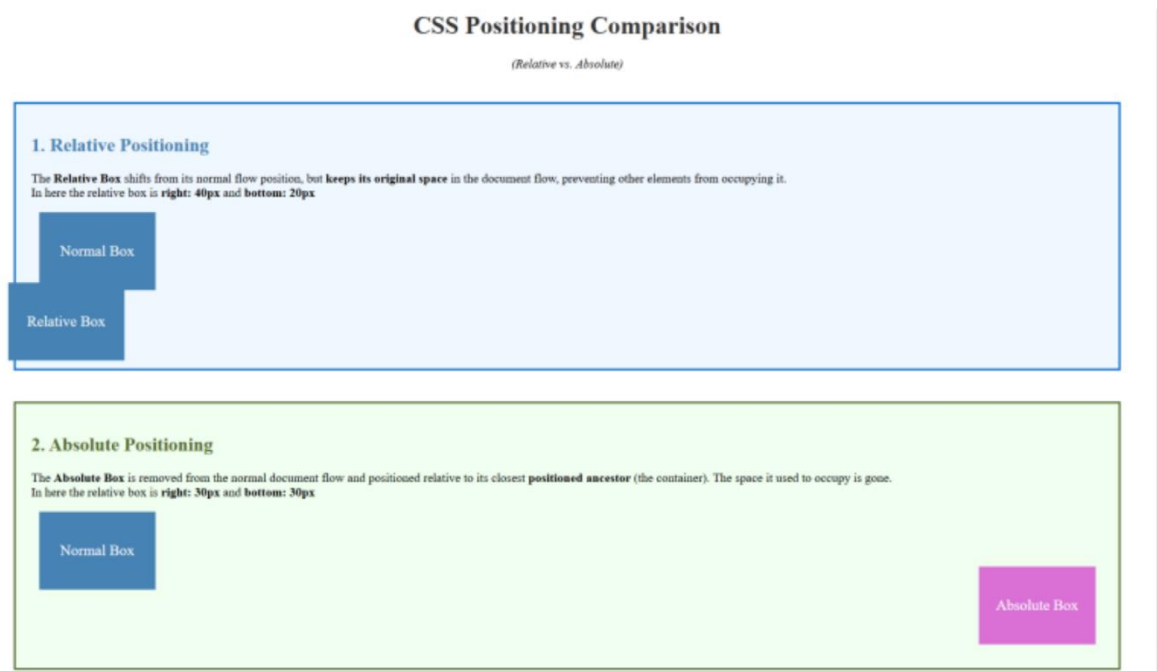 CSS Positioning Comparison
(Relative vs. Absolute)
1. Relative Positioning
The Relative Box shifts from its normal flow position, but keeps its original space in the document flow, preventing other elements from occupying it.
In here the relative box is right: 40px and bottom: 20px
Normal Box
Relative Box
2. Absolute Positioning
The Absolute Box is removed from the normal document flow and positioned relative to its closest positioned ancestor (the container). The space it used to occupy is gone.
In here the relative box is right: 30px and bottom: 30px
Normal Box
Absolute Box